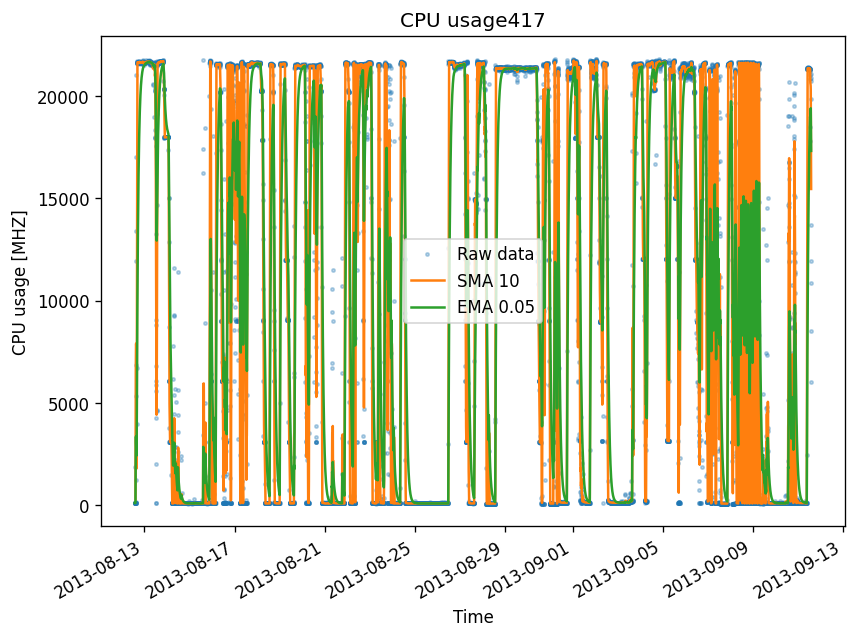 CPU usage417
CPU usage [MHZ]
20000
15000
10000
5000
0
Raw data
SMA 10
EMA 0.05
2013-08-13
2013-08-17
2013-08-21
2013-08-25
2013-08-29
2013-09-01
2013-09-05
2013-09-09
2013-09-13
Time